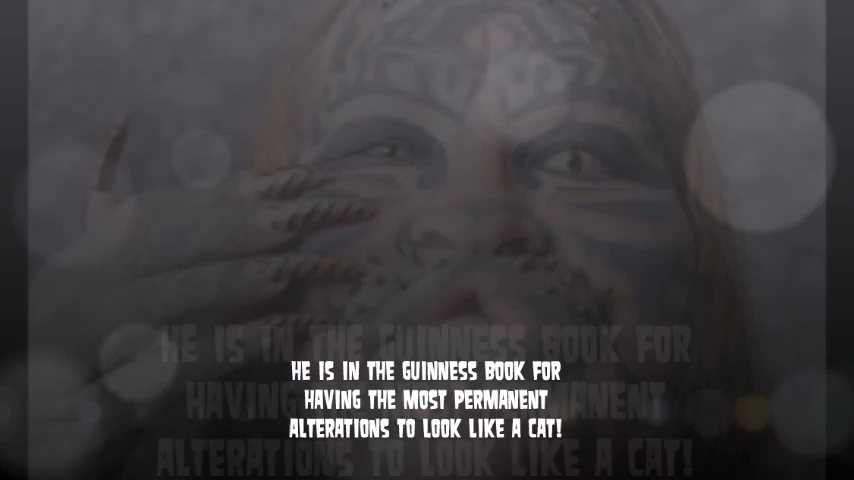 HE IS IN THE GUINNESS BOOK FOR
HAVING THE MOST PERMANENT
ALTERATIONS TO LOOK LIKE A CAT!